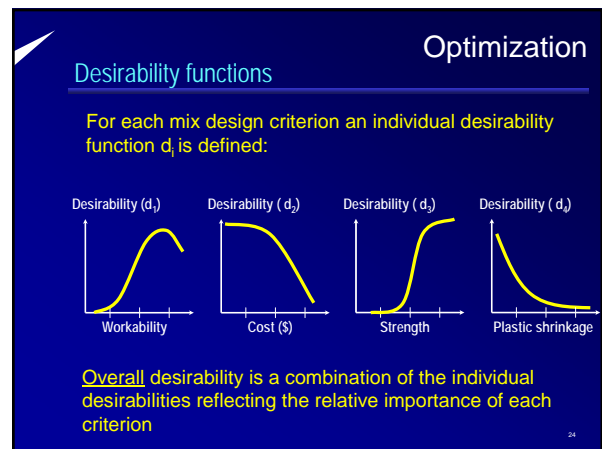 Optimization
Desirability functions
For each mix design criterion an individual desirability
function di is defined:
Desirability (d1)
Desirability ( d2)
Desirability ( d3)
Desirability ( d4)
Workability
Cost ($)
Strength
Plastic shrinkage
Overall desirability is a combination of the individual
desirabilities reflecting the relative importance of each
criterion
24